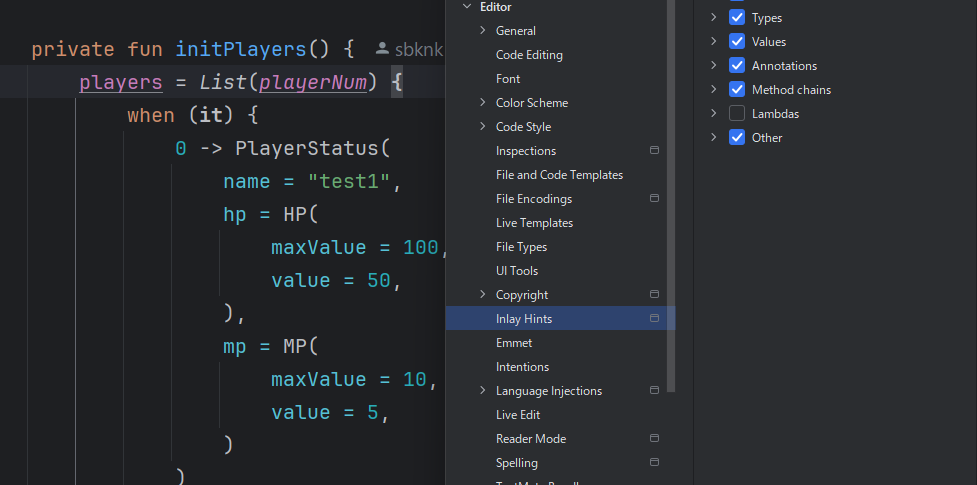 private fun initPlayers() { sbknk
players = List(playerNum) {
when (it) {
0 -> PlayerStatus(
name = "test1",
hp = HP(
maxValue = 100,
value = 50,
),
mp = MP(
maxValue = 10,
value = 5,
)
)
Editor
General
Code Editing
Font
Color Scheme
Code Style
Inspections
File and Code Templates
File Encodings
Live Templates
File Types
UI Tools
Copyright
Inlay Hints
Emmet
Intentions
Language Injections
Live Edit
Reader Mode
Spelling
Types
Values
Annotations
Method chains
Lambdas
Other